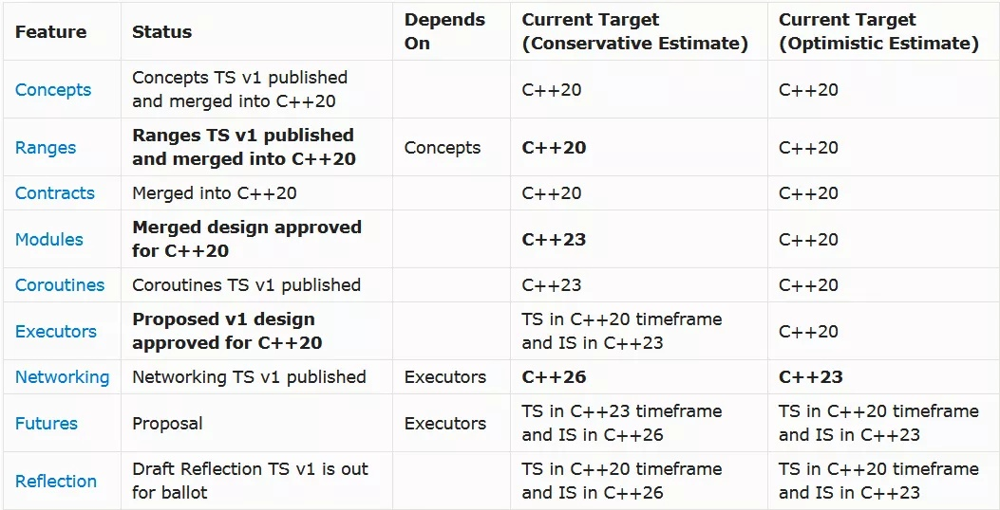 Feature Status Depends On Current Target (Conservative Estimate) Current Target (Optimistic Estimate)
Concepts Concepts TS v1 published and merged into C++20 C++20 C++20
Ranges Ranges TS v1 published and merged into C++20 Concepts C++20 C++20
Contracts Merged into C++20 C++20 C++20
Modules Merged design approved for C++20 C++23 C++20
Coroutines Coroutines TS v1 published C++23 C++20
Executors Proposed v1 design approved for C++20 TS in C++20 timeframe and IS in C++23 C++20
Networking Networking TS v1 published Executors C++26 C++23
Futures Proposal Executors TS in C++23 timeframe and IS in C++26 TS in C++20 timeframe and IS in C++23
Reflection Draft Reflection TS v1 is out for ballot TS in C++20 timeframe and IS in C++26 TS in C++20 timeframe and IS in C++23